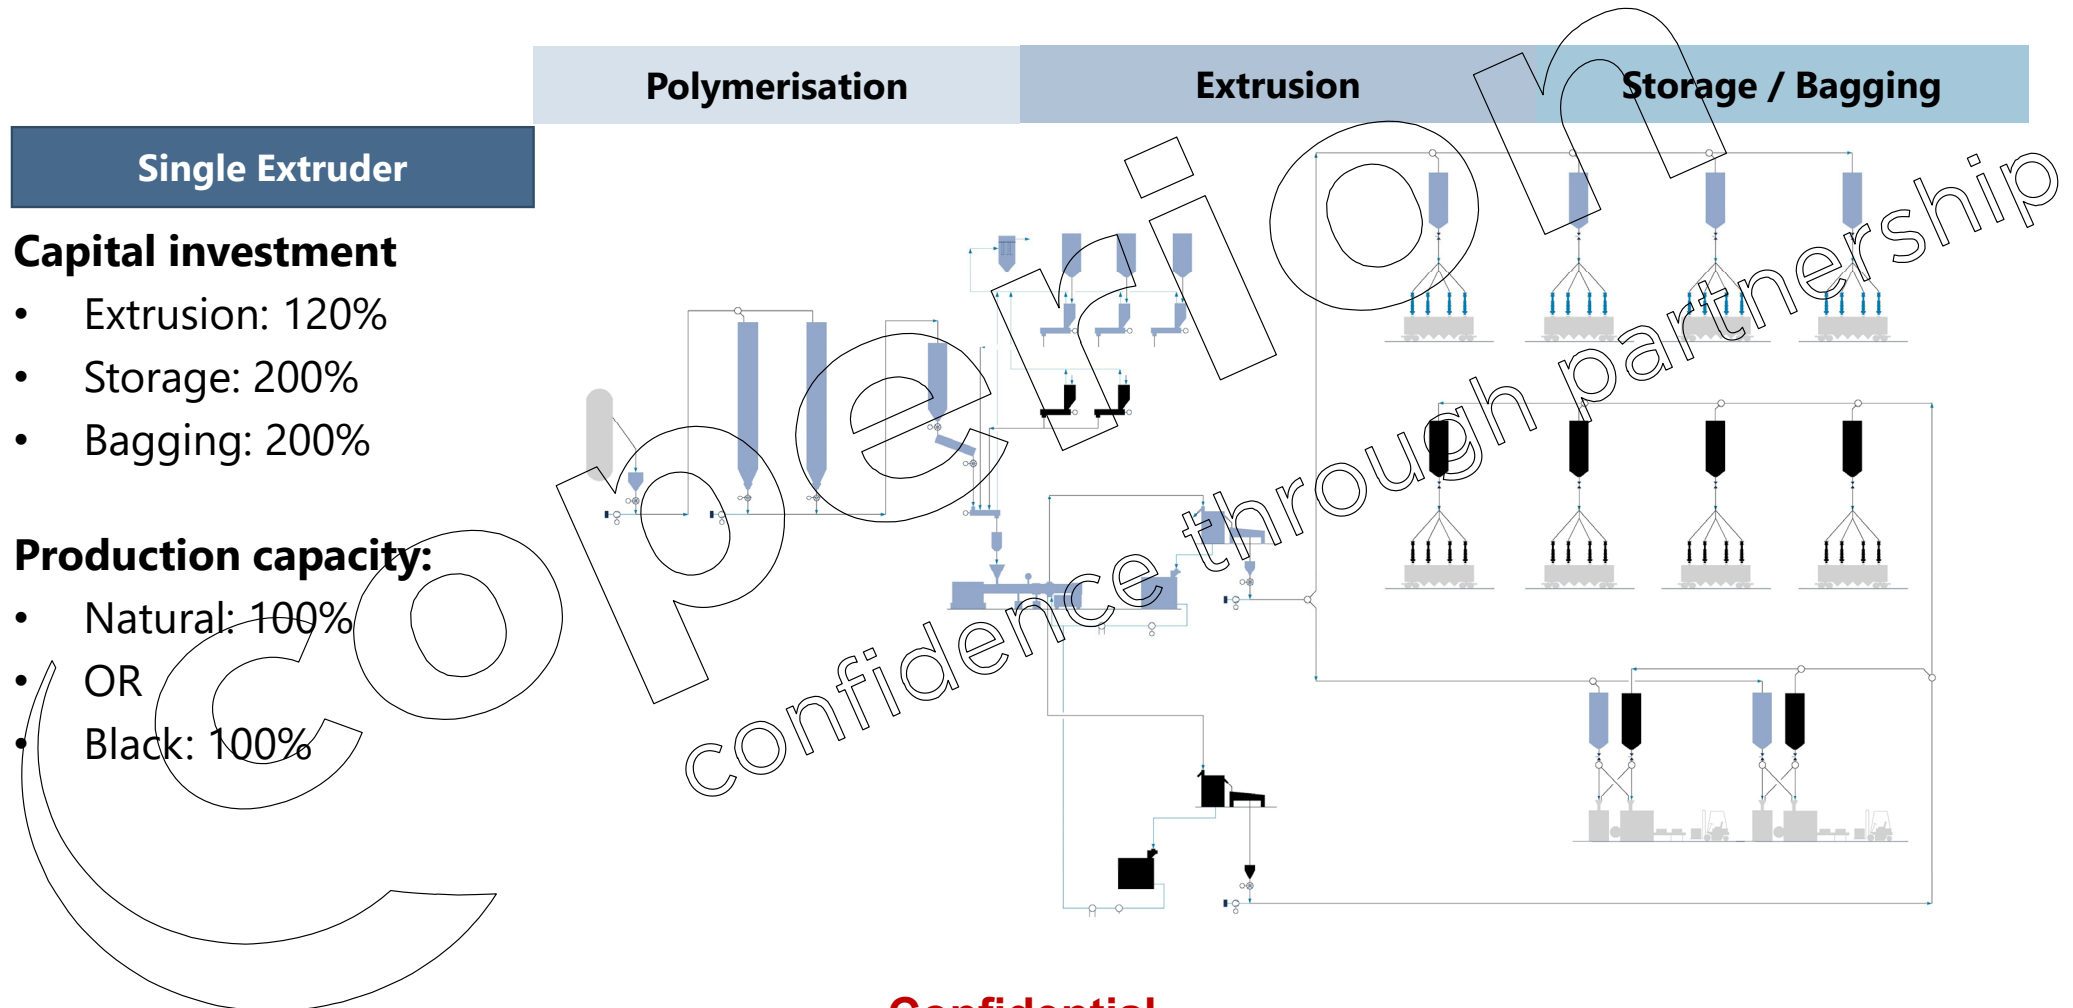 Polymerisation
Extrusion
Storage / Bagging
Single Extruder
Capital investment
• Extrusion: 120%
• Storage: 200%
• Bagging: 200%
Production capacity:
• Natural: 100%
• OR
• Black: 100%
coperion
confidence through partnership
Confidential